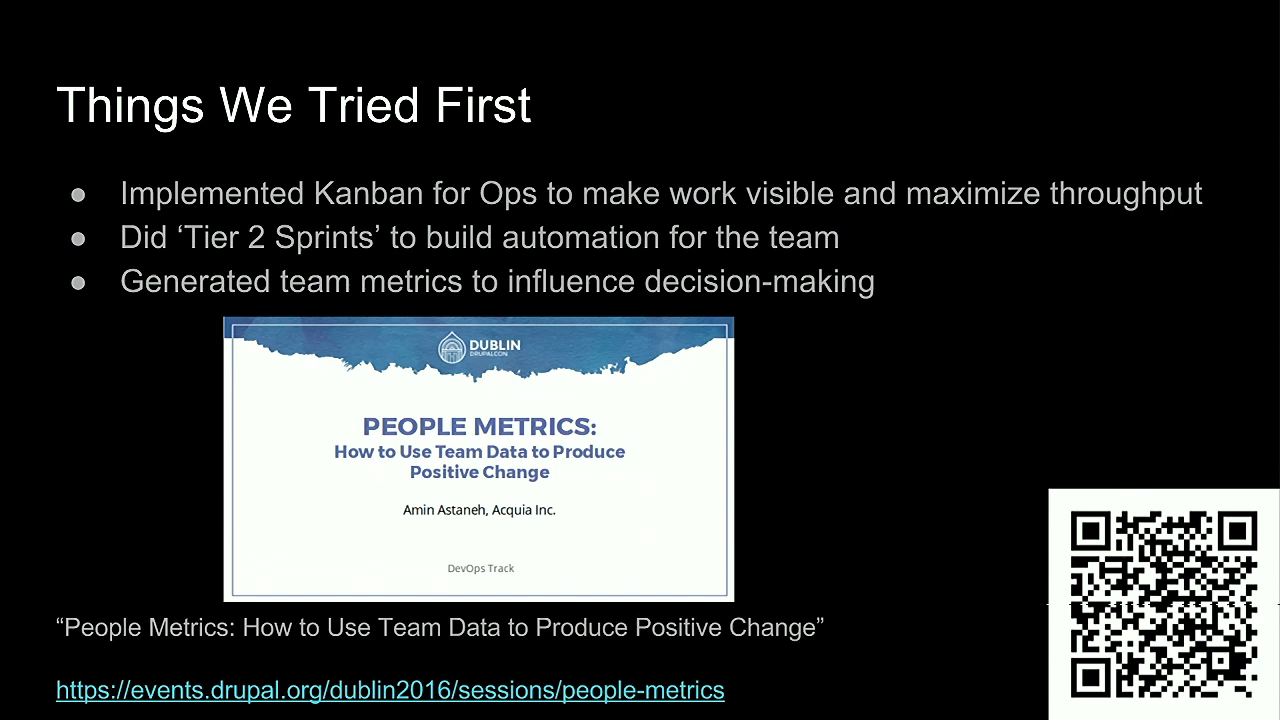 Things We Tried First
● Implemented Kanban for Ops to make work visible and maximize throughput
● Did ‘Tier 2 Sprints’ to build automation for the team
● Generated team metrics to influence decision-making
DUBLIN
DRUPALCON
PEOPLE METRICS:
How to Use Team Data to Produce
Positive Change
Amin Astaneh, Acquia Inc.
DevOps Track
“People Metrics: How to Use Team Data to Produce Positive Change”
https://events.drupal.org/dublin2016/sessions/people-metrics